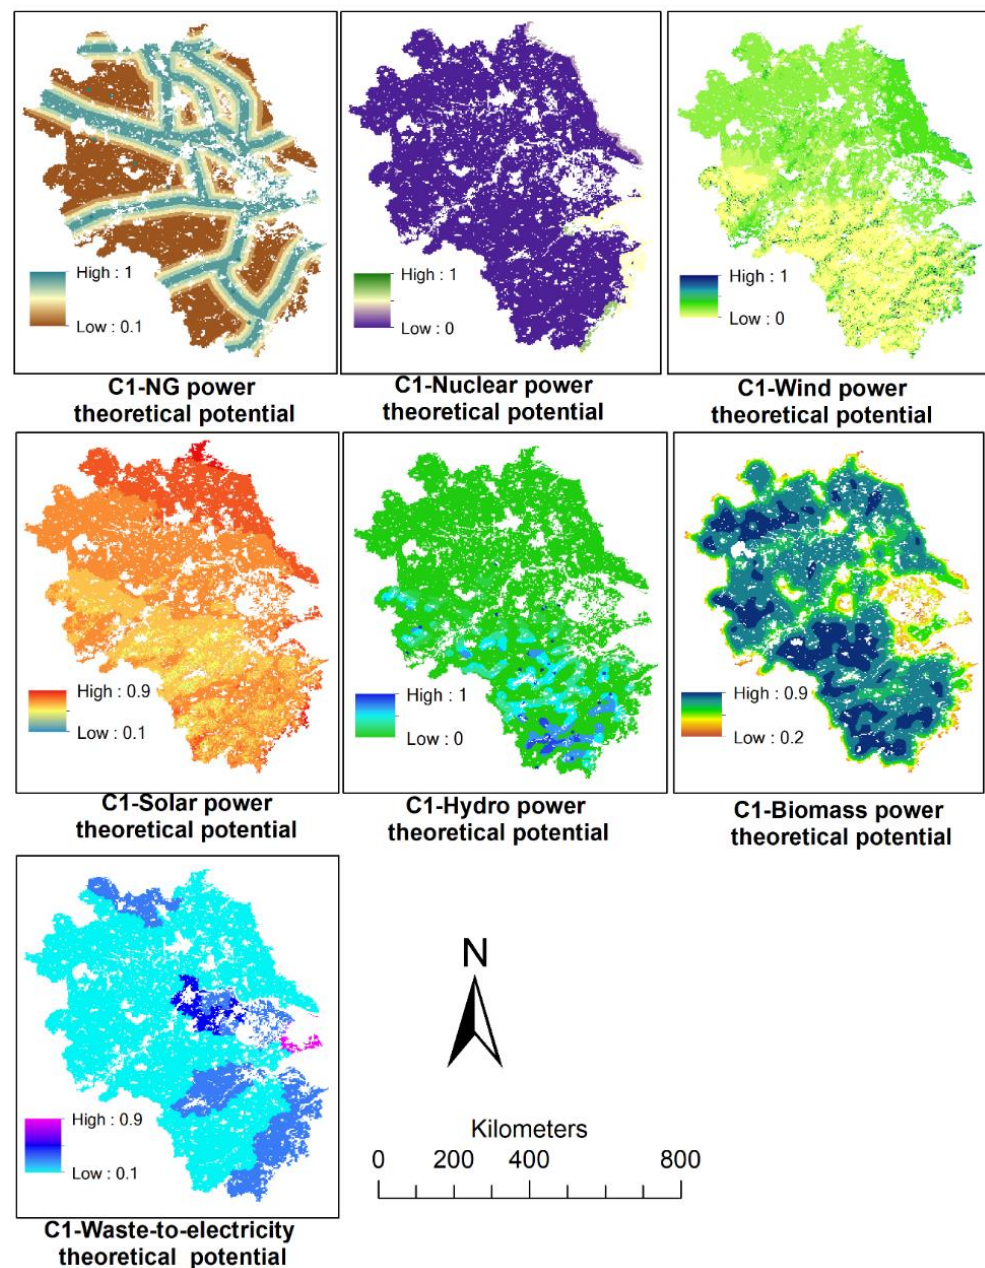 High : 1
Low : 0.1
C1-NG power
theoretical potential
High : 1
Low : 0
C1-Nuclear power
theoretical potential
High : 1
Low : 0
C1-Wind power
theoretical potential
High : 0.9
Low : 0.1
C1-Solar power
theoretical potential
High : 1
Low : 0
C1-Hydro power
theoretical potential
High : 0.9
Low : 0.2
C1-Biomass power
theoretical potential
High : 0.9
Low : 0.1
C1-Waste-to-electricity
theoretical potential
N
Kilometers
0 200 400 800